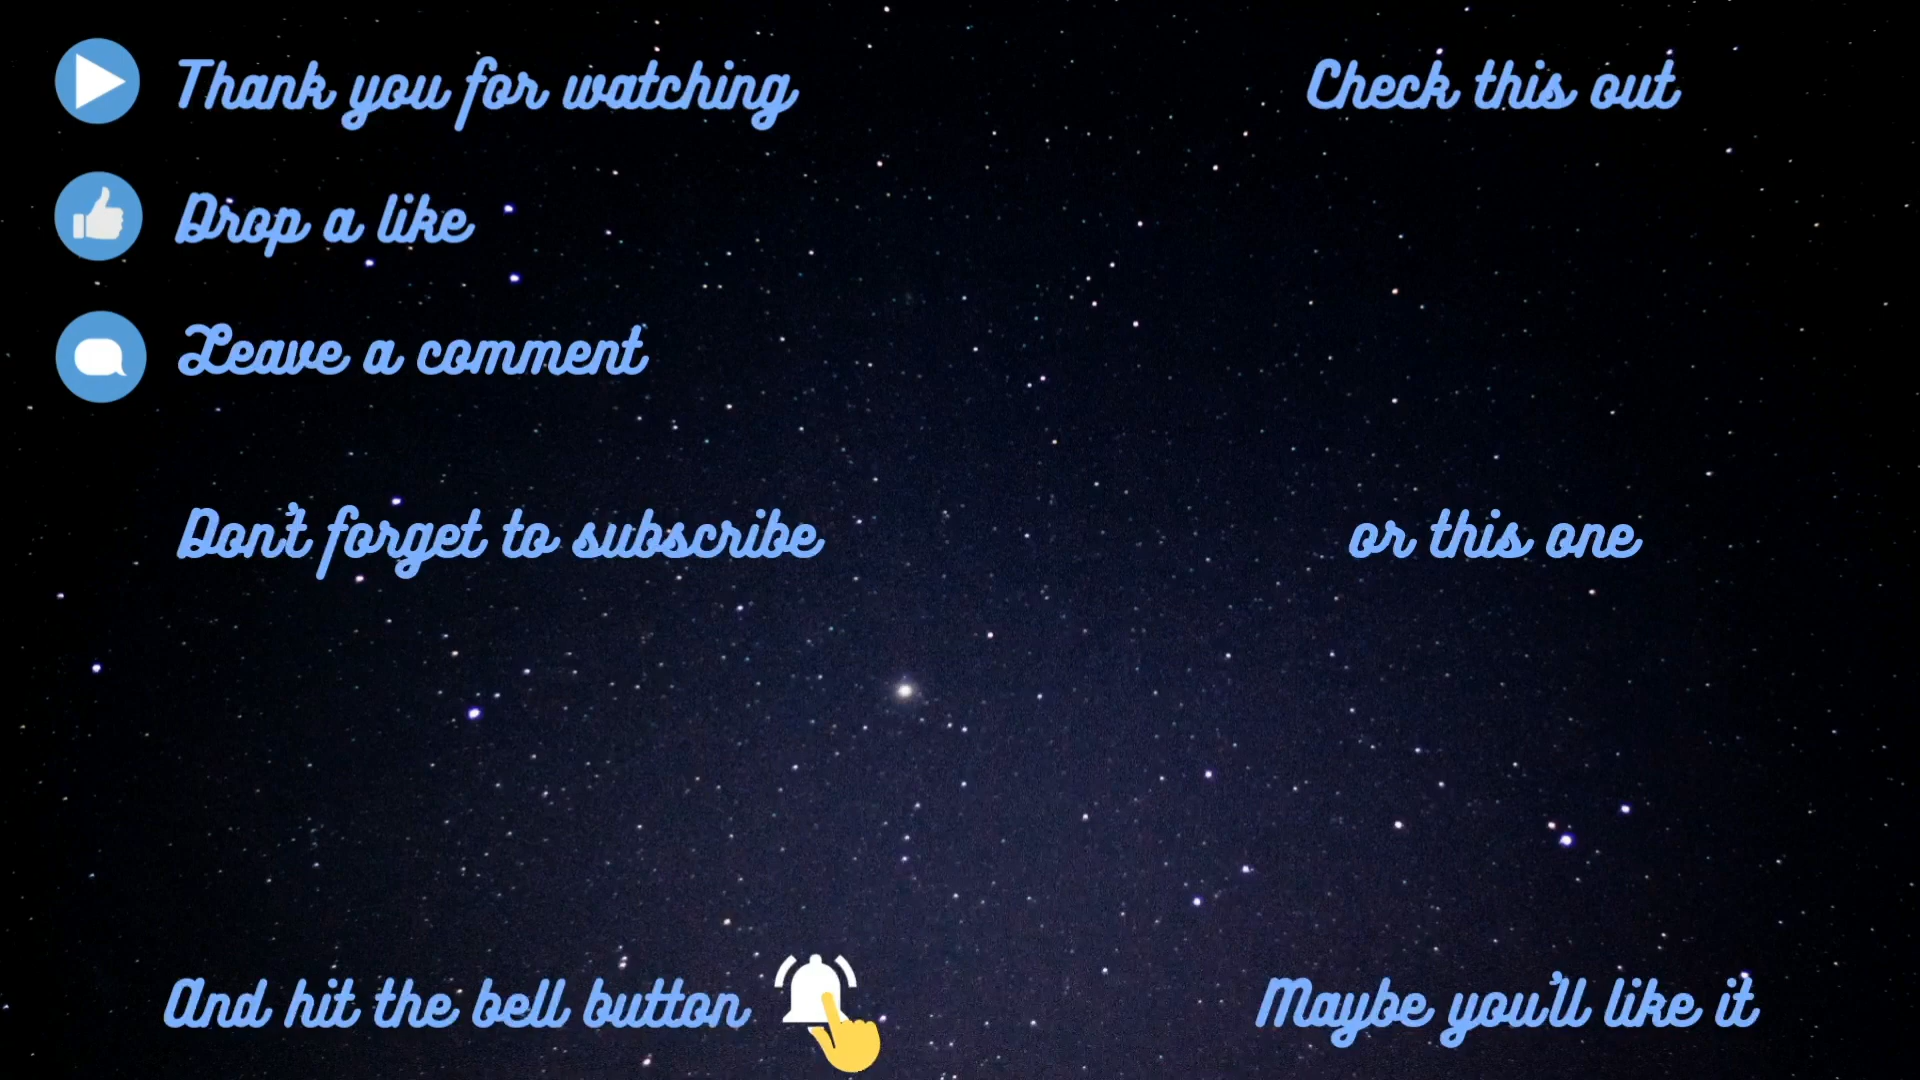 Thank you for watching
Drop a like
Leave a comment
Don't forget to subscribe
And hit the bell button
Check this out
or this one
Maybe you'll like it